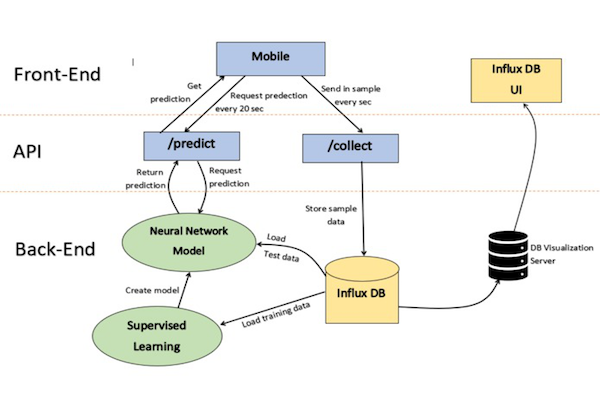 Front-End
Mobile
Influx DB
UI
Get
prediction
Request predection
every 20 sec
Send in sample
every sec
API
/predict
/collect
Return
prediction
Request
prediction
Store sample
data
Back-End
Neural Network
Model
Load
Test data
DB Visualization
Server
Create model
Influx DB
Load training data
Supervised
Learning